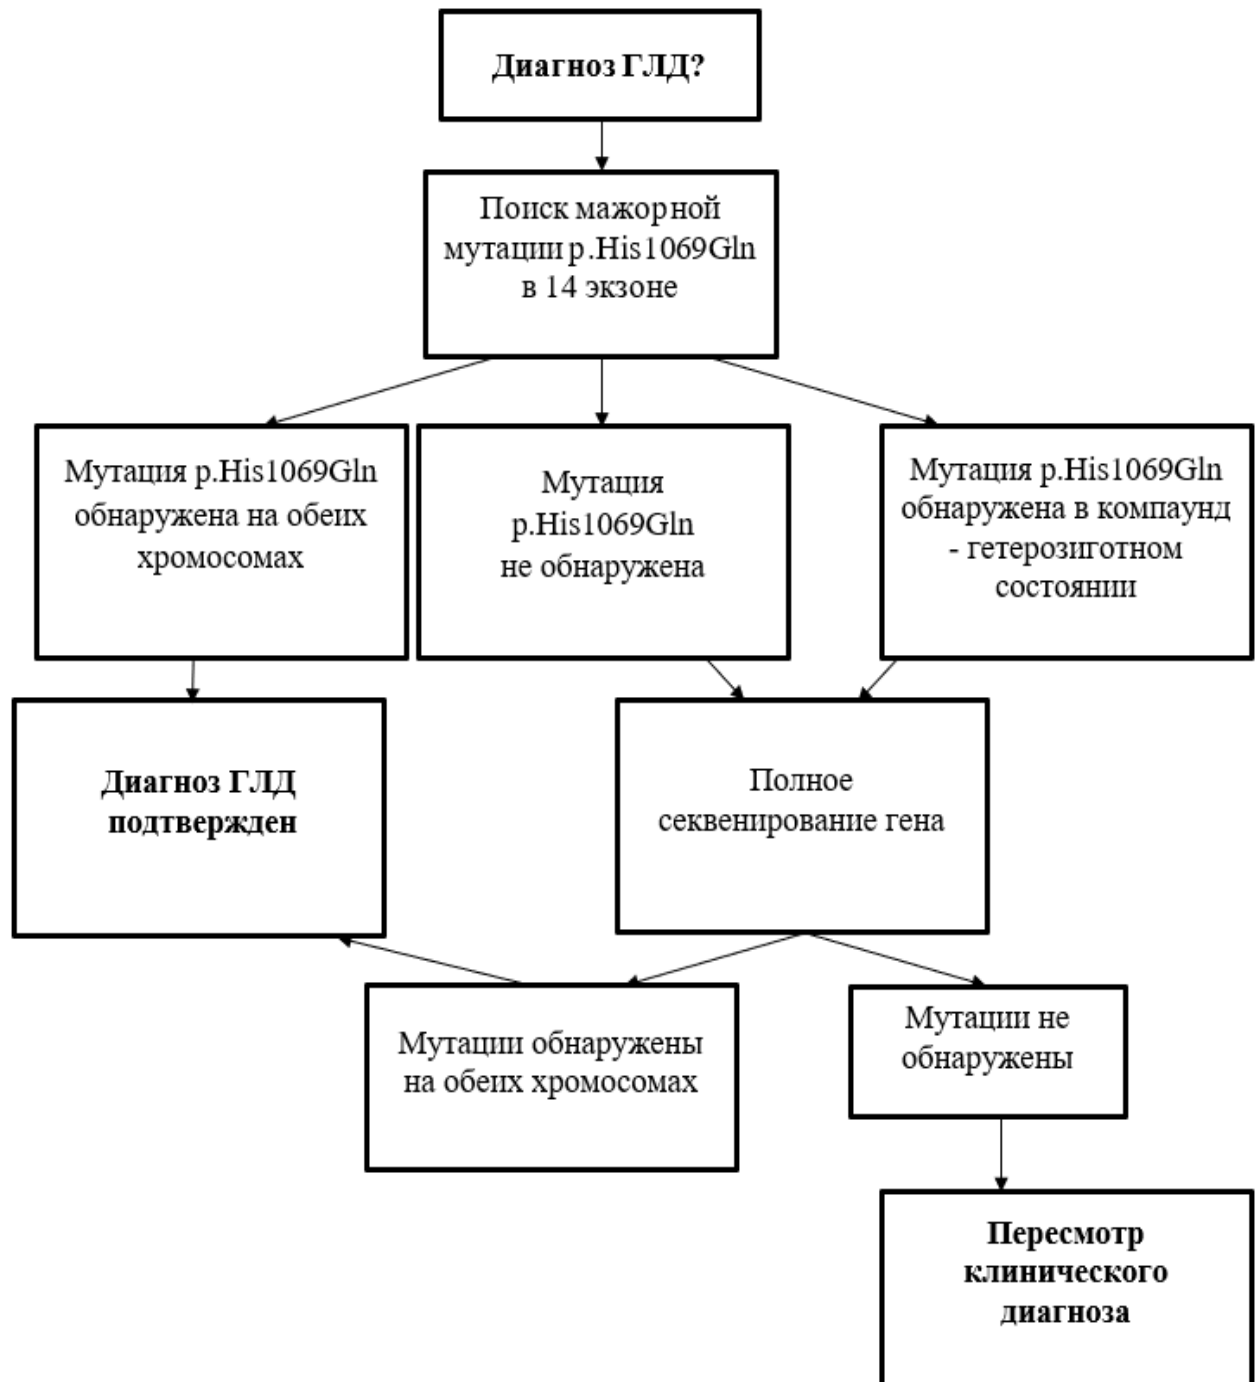 Диагноз ГЛД?
Поиск мажорной
мутации p.His1069Gln
в 14 экзоне
Мутация p.His1069Gln
обнаружена на обеих
хромосомах
Мутация
p.His1069Gln
не обнаружена
Мутация p.His1069Gln
обнаружена в компаунд
- гетерозиготном
состоянии
Диагноз ГЛД
подтвержден
Полное
секвенирование гена
Мутации обнаружены
на обеих хромосомах
Мутации не
обнаружены
Пересмотр
клинического
диагноза